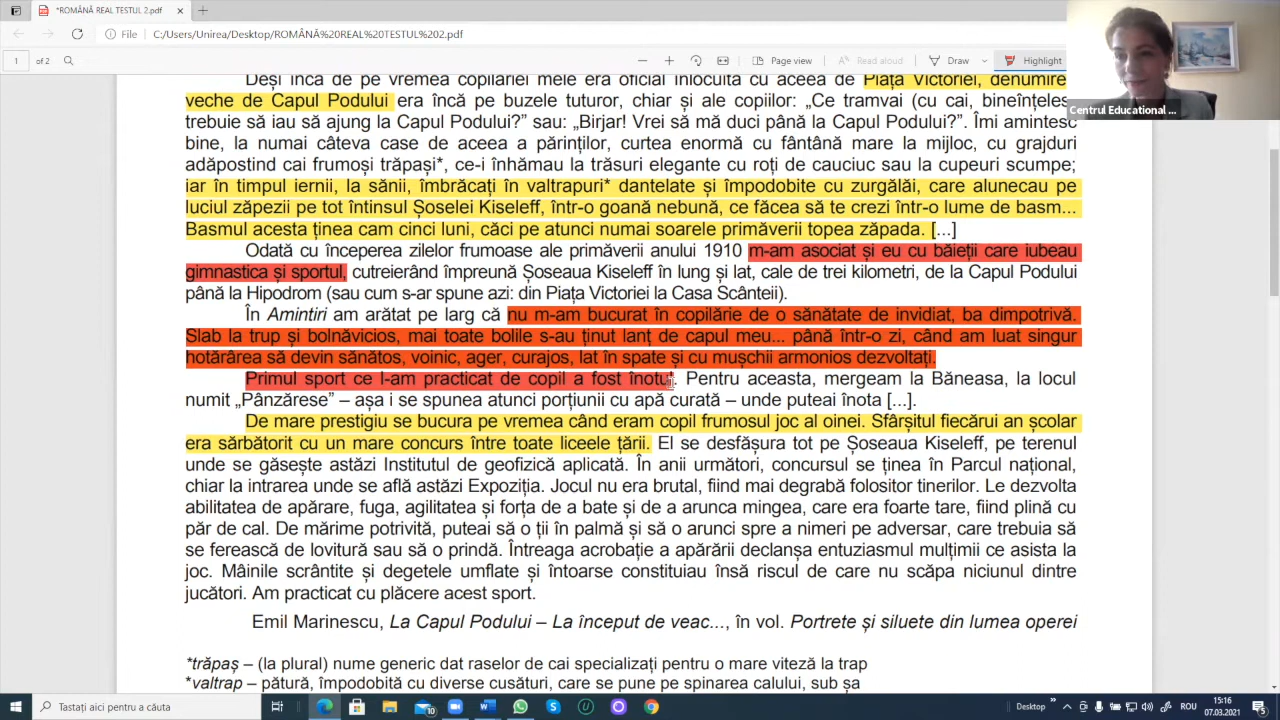 *ROMÂNĂ REAL TESTUL 2.pdf
File C:/Users/Unirea/Desktop/ROMÂNĂ%20REAL%20TESTUL%202.pdf
1 of 2 Page view Read aloud Draw Highlight
Centrul Educational ...
Deși încă de pe vremea copilăriei mele era oficial înlocuită cu aceea de Piața Victoriei, denumirea
veche de Capul Podului era încă pe buzele tuturor, chiar și ale copiilor: „Ce tramvai (cu cai, bineînțeles
trebuie să iau să ajung la Capul Podului?” sau: „Birjar! Vrei să mă duci până la Capul Podului?”. Îmi amintesc
bine, la numai câteva case de aceea a părinților, curtea enormă cu fântână mare la mijloc, cu grajduri
adăpostind cai frumoși trăpași*, ce-i înhămau la trăsuri elegante cu roți de cauciuc sau la cupeuri scumpe;
iar în timpul iernii, la sănii, îmbrăcați în valtrapuri* dantelate și împodobite cu zurgălăi, care alunecau pe
luciul zăpezii pe tot întinsul Șoselei Kiseleff, într-o goană nebună, ce făcea să te crezi într-o lume de basm...
Basmul acesta ținea cam cinci luni, căci pe atunci numai soarele primăverii topea zăpada. [...]
Odată cu începerea zilelor frumoase ale primăverii anului 1910 m-am asociat și eu cu băieții care iubeau
gimnastica și sportul, cutreierând împreună Șoseaua Kiseleff în lung și lat, cale de trei kilometri, de la Capul Podului
până la Hipodrom (sau cum s-ar spune azi: din Piața Victoriei la Casa Scânteii).
În Amintiri am arătat pe larg că nu m-am bucurat în copilărie de o sănătate de invidiat, ba dimpotrivă.
Slab la trup și bolnăvicios, mai toate bolile s-au ținut lanț de capul meu... până într-o zi, când am luat singur
hotărârea să devin sănătos, voinic, ager, curajos, lat în spate și cu mușchii armonios dezvoltați.
Primul sport ce l-am practicat de copil a fost înotul. Pentru aceasta, mergeam la Băneasa, la locul
numit „Pânzărese” – așa i se spunea atunci porțiunii cu apă curată – unde puteai înota [...].
De mare prestigiu se bucura pe vremea când eram copil frumosul joc al oinei. Sfârșitul fiecărui an școlar
era sărbătorit cu un mare concurs între toate liceele țării. El se desfășura tot pe Șoseaua Kiseleff, pe terenul
unde se găsește astăzi Institutul de geofizică aplicată. În anii următori, concursul se ținea în Parcul național,
chiar la intrarea unde se află astăzi Expoziția. Jocul nu era brutal, fiind mai degrabă folositor tinerilor. Le dezvolta
abilitatea de apărare, fuga, agilitatea și forța de a bate și de a arunca mingea, care era foarte tare, fiind plină cu
păr de cal. De mărime potrivită, puteai să o ții în palmă și să o arunci spre a nimeri pe adversar, care trebuia să
se ferească de lovitură sau să o prindă. Întreaga acrobație a apărării declanșa entuziasmul mulțimii ce asista la
joc. Mâinile scrântite și degetele umflate și întoarse constituiau însă riscul de care nu scăpa niciunul dintre
jucători. Am practicat cu plăcere acest sport.
Emil Marinescu, La Capul Podului – La început de veac..., în vol. Portrete și siluete din lumea operei
*trăpaș – (la plural) nume generic dat raselor de cai specializați pentru o mare viteză la trap
*valtrap – pătură, împodobită cu diverse cusături, care se pune pe spinarea calului, sub șa
Tastați aici pentru a căuta
10
Desktop ROU 15:16
07.03.2021
5